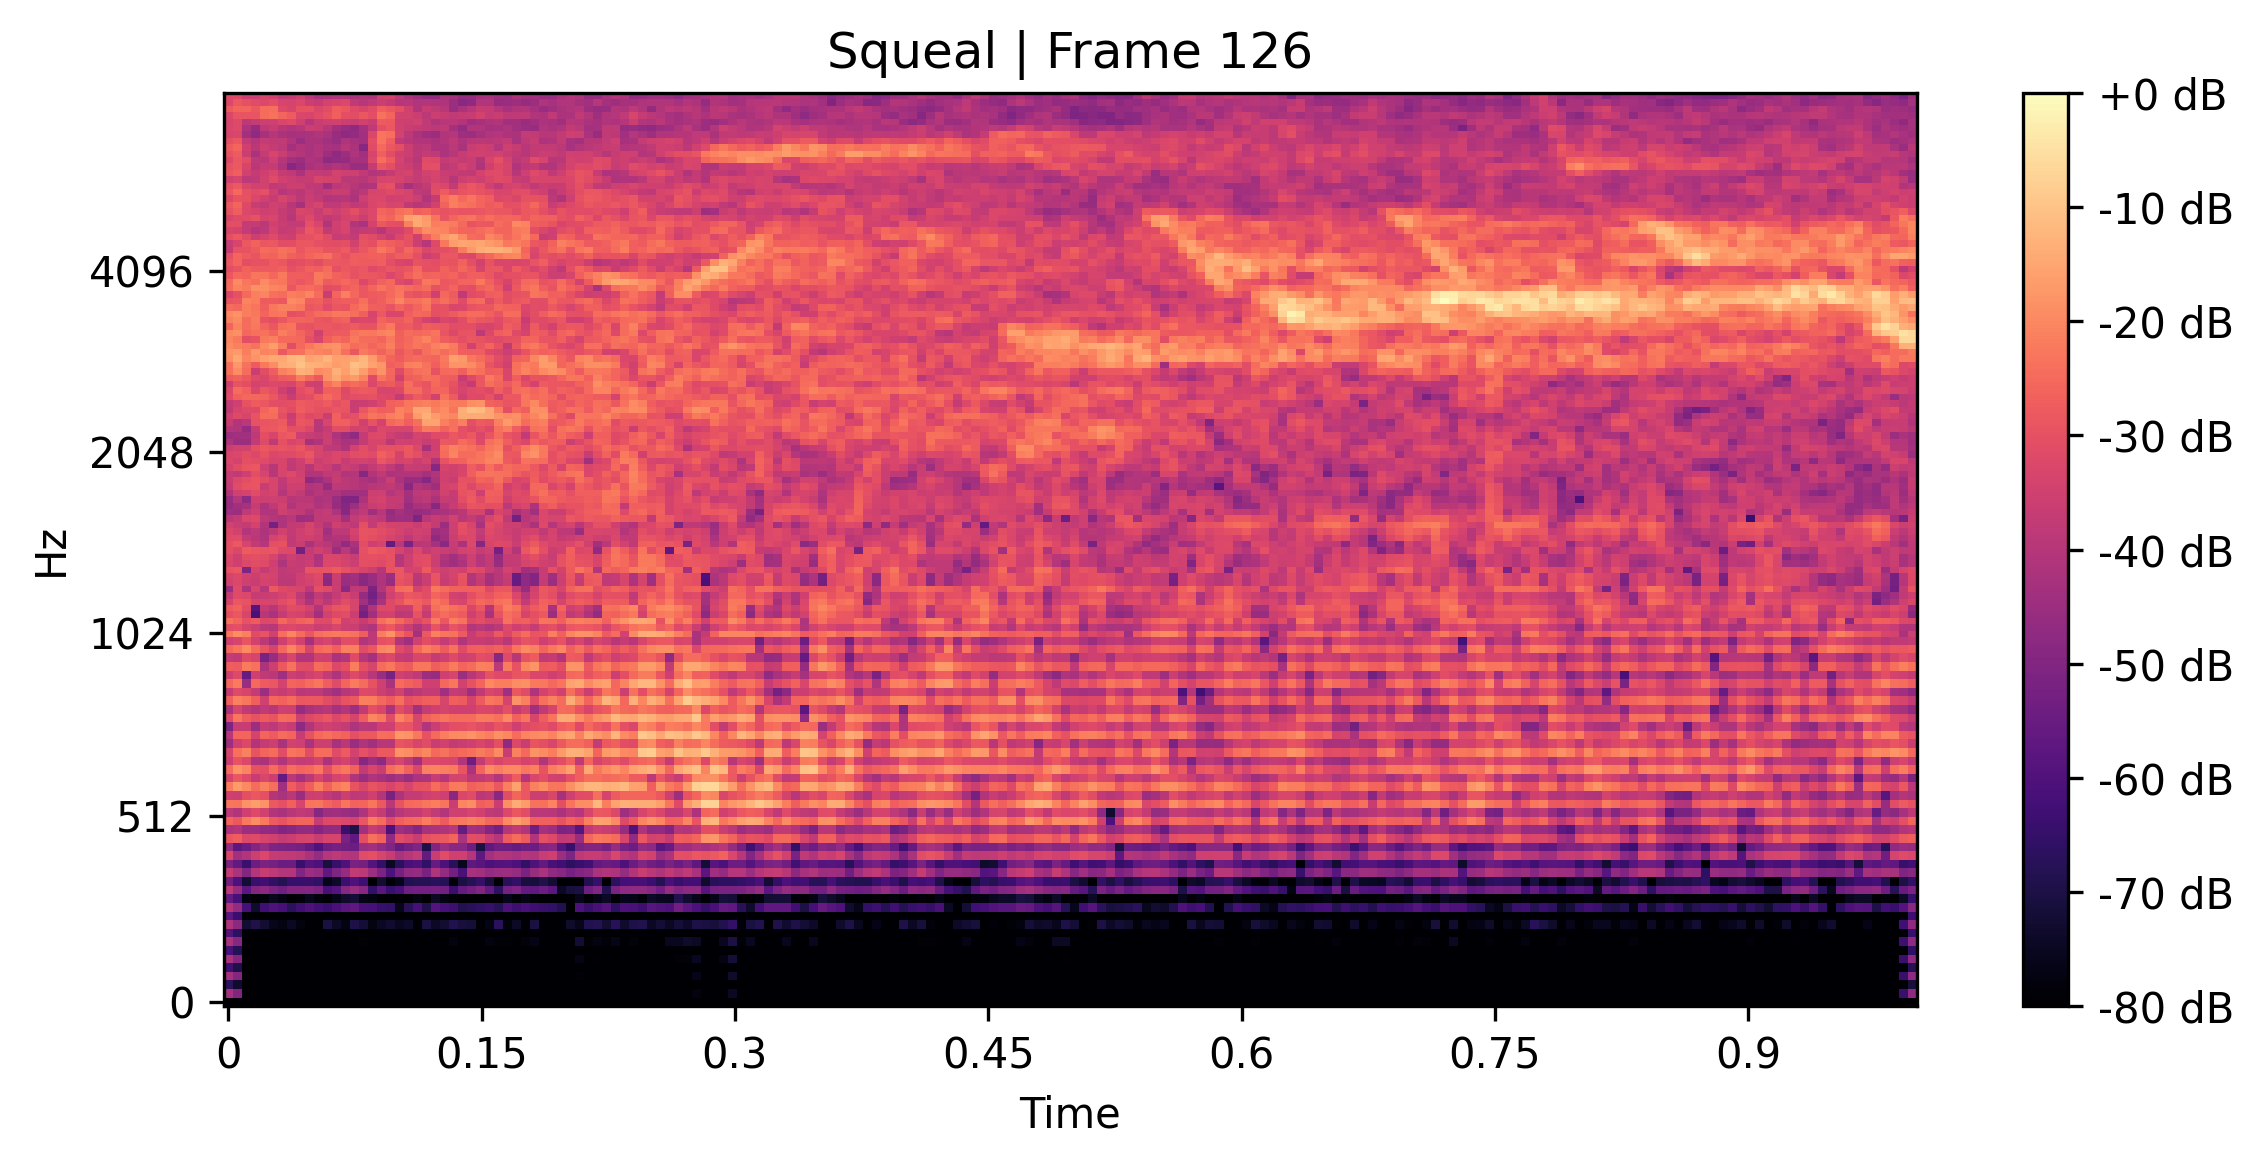 Squeal | Frame 126
+0 dB
-10 dB
-20 dB
-30 dB
-40 dB
-50 dB
-60 dB
-70 dB
-80 dB
Hz
4096
2048
1024
512
0
0 0.15 0.3 0.45 0.6 0.75 0.9
Time